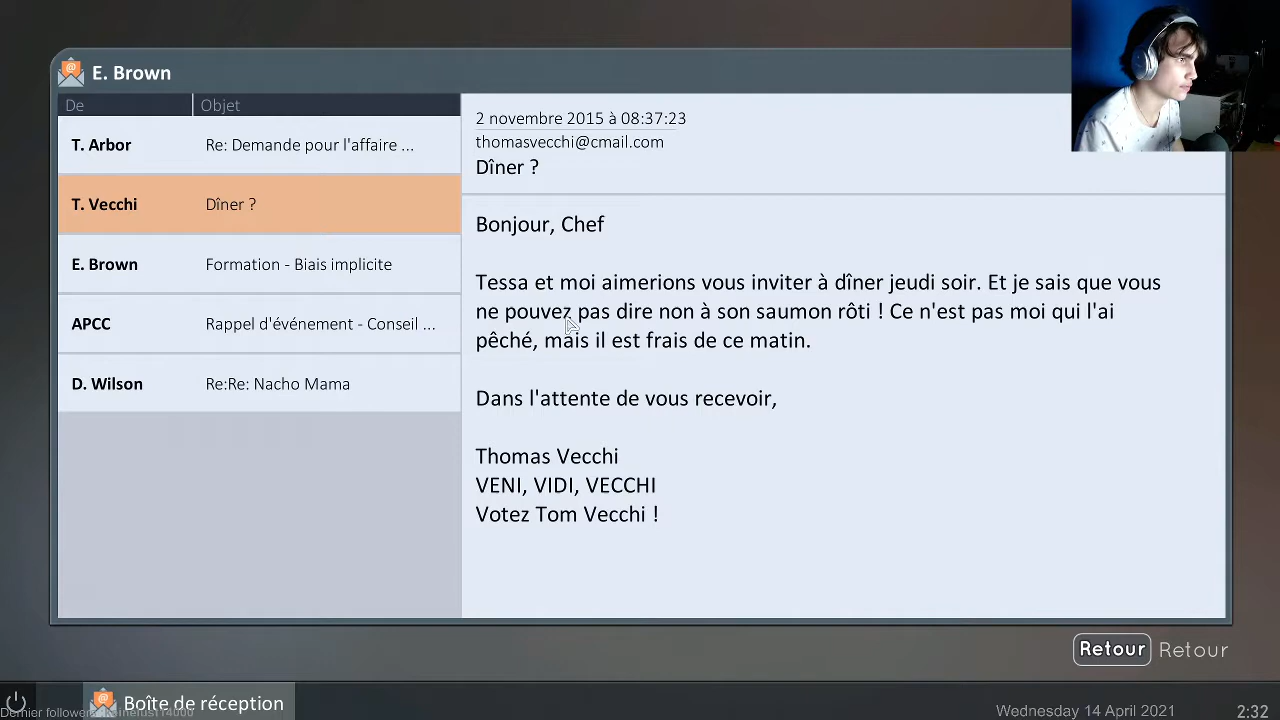 E. Brown
De Objet
T. Arbor Re: Demande pour l'affaire ...
T. Vecchi Dîner ?
E. Brown Formation - Biais implicite
APCC Rappel d'événement - Conseil ...
D. Wilson Re:Re: Nacho Mama
2 novembre 2015 à 08:37:23
thomasvecchi@cmail.com
Dîner ?
Bonjour, Chef
Tessa et moi aimerions vous inviter à dîner jeudi soir. Et je sais que vous
ne pouvez pas dire non à son saumon rôti ! Ce n'est pas moi qui l'ai
pêché, mais il est frais de ce matin.
Dans l'attente de vous recevoir,
Thomas Vecchi
VENI, VIDI, VECCHI
Votez Tom Vecchi !
Retour Retour
Boîte de réception
Dernier follower
Wednesday 14 April 2021 2:32